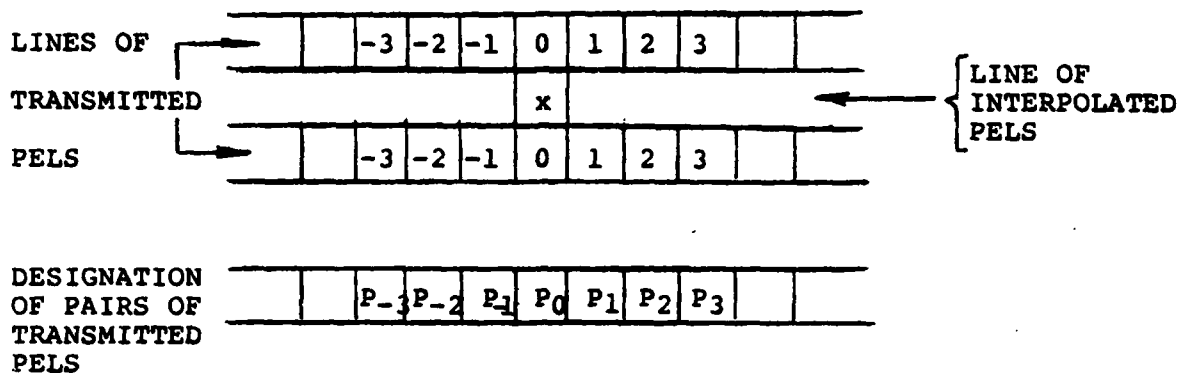 LINES OF
-3 -2 -1 0 1 2 3
TRANSMITTED
x
LINE OF
INTERPOLATED
PELS
PELS
-3 -2 -1 0 1 2 3
DESIGNATION
OF PAIRS OF
TRANSMITTED
PELS
P-3 P-2 P-1 P0 P1 P2 P3